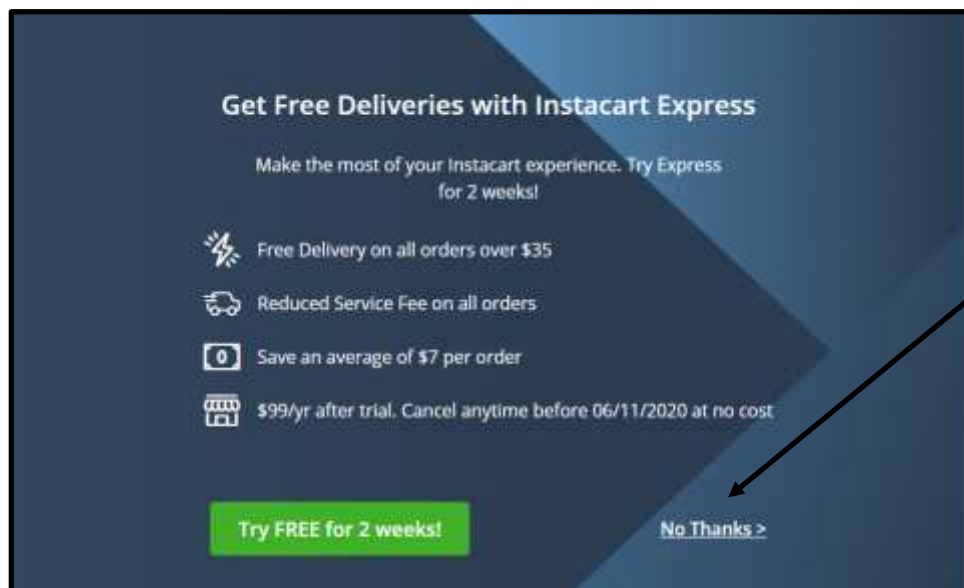 Get Free Deliveries with Instacart Express
Make the most of your Instacart experience. Try Express
for 2 weeks!
Free Delivery on all orders over $35
Reduced Service Fee on all orders
0
Save an average of $7 per order
$99/yr after trial. Cancel anytime before 06/11/2020 at no cost
Try FREE for 2 weeks!
No Thanks >